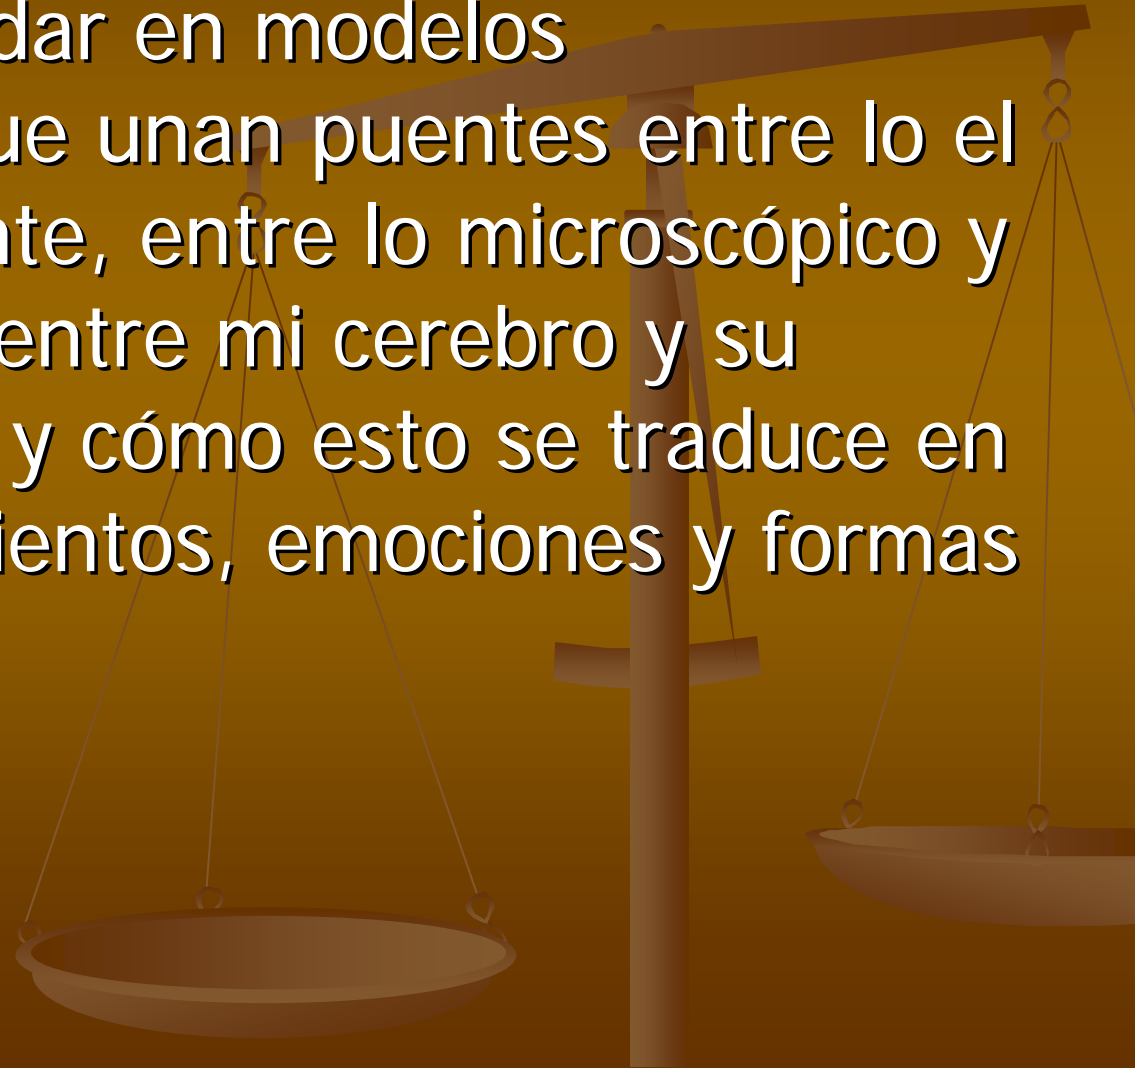 dar en modelos
ue unan puentes entre lo el
nte, entre lo microscópico y
entre mi cerebro y su
y cómo esto se traduce en
ientos, emociones y formas